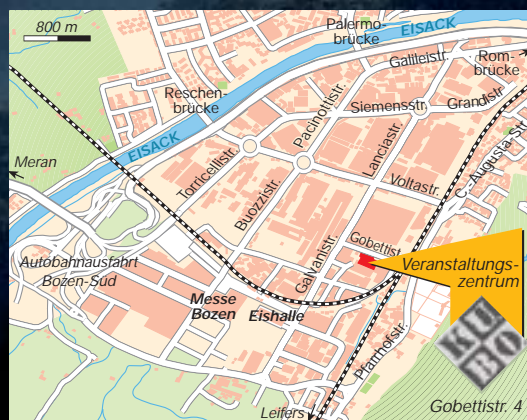 800 m
Palermo-
brücke
EISACK
Galileistr.
Rom-
brücke
Reschen-
brücke
Siemensstr.
Grandistr.
Pacinottistr.
Lanciastr.
EISACK
C.-Augusta-Str.
Meran
Torricellistr.
Voltastr.
Buozzistr.
Gobettist.
Galvanistr.
Autobahnausfahrt
Bozen-Süd
Veranstaltungs-
zentrum
Messe
Bozen
Eishalle
KU
BO
Pfarrhofstr.
Leifers
Gobettistr. 4